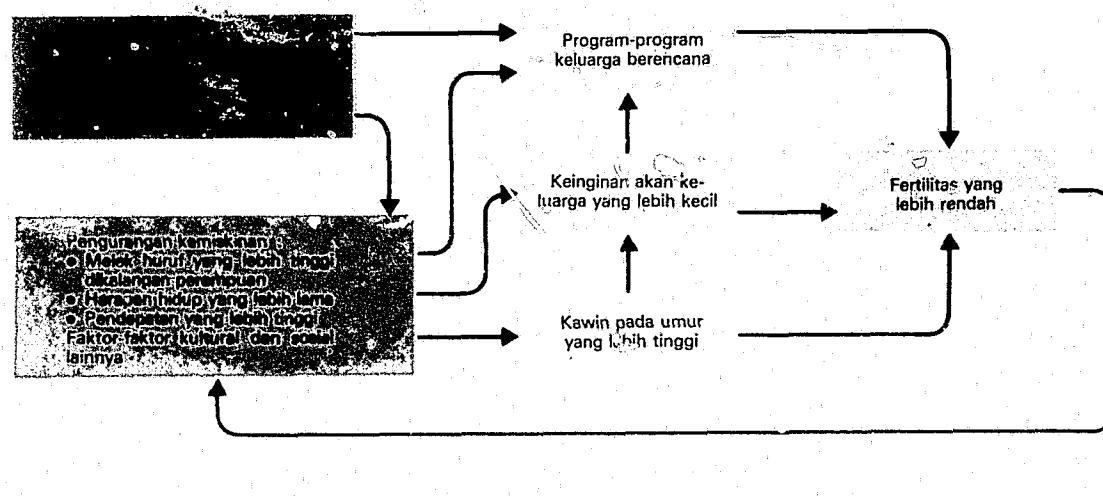 Program-program
keluarga berencana
Keinginan akan ke-
luarga yang lebih kecil
Fertilitas yang
lebih rendah
Pengurangan kemiskinan :
● Melek huruf yang lebih tinggi
dikalangan perempuan
● Harapan hidup yang lebih lama
● Pendapatan yang lebih tinggi
Faktor-faktor kultural dan sosial
lainnya
Kawin pada umur
yang lebih tinggi